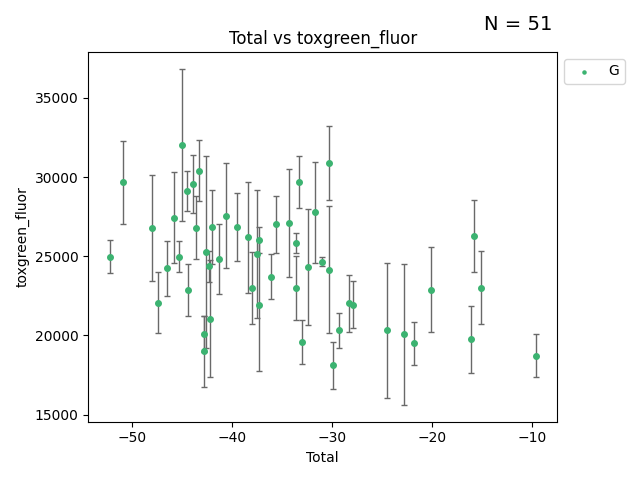 N = 51
Total vs toxgreen_fluor
G
35000
30000
25000
20000
15000
toxgreen_fluor
−50 −40 −30 −20 −10
Total